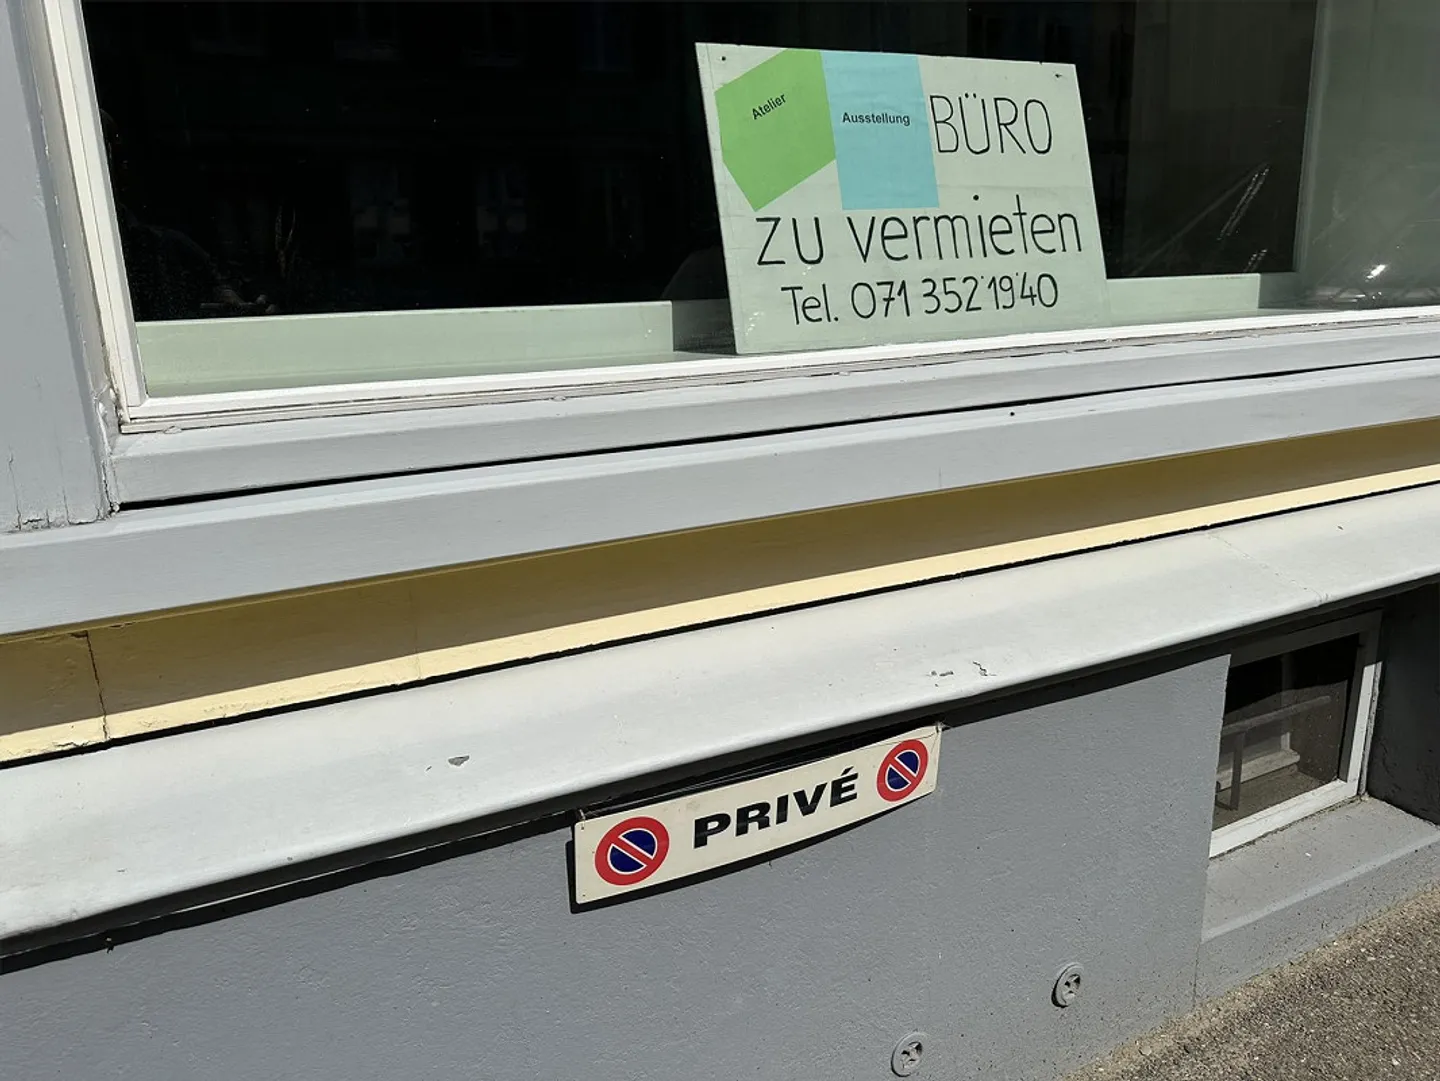 Atelier
Ausstellung
BÜRO
zu vermieten
Tel. 071 352 19 40
PRIVÉ